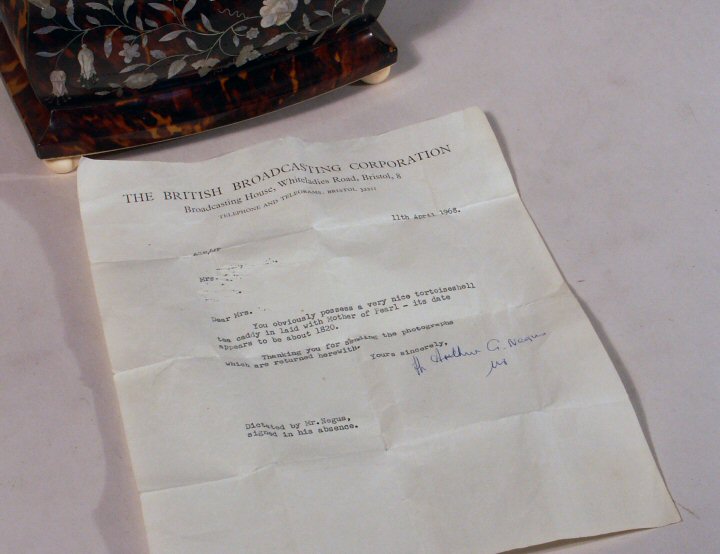 THE BRITISH BROADCASTING CORPORATION
Broadcasting House, Whiteladies Road, Bristol, 8
TELEPHONE AND TELEGRAMS: BRISTOL 32211
11th April 1968.
Mrs.
Dear Mrs.
You obviously possess a very nice tortoiseshell
tea caddy in laid with Mother of Pearl - its date
appears to be about 1820.
Thanking you for sending the photographs
which are returned herewith.
Yours sincerely,
Arthur G. Negus
Dictated by Mr.Negus,
signed in his absence.